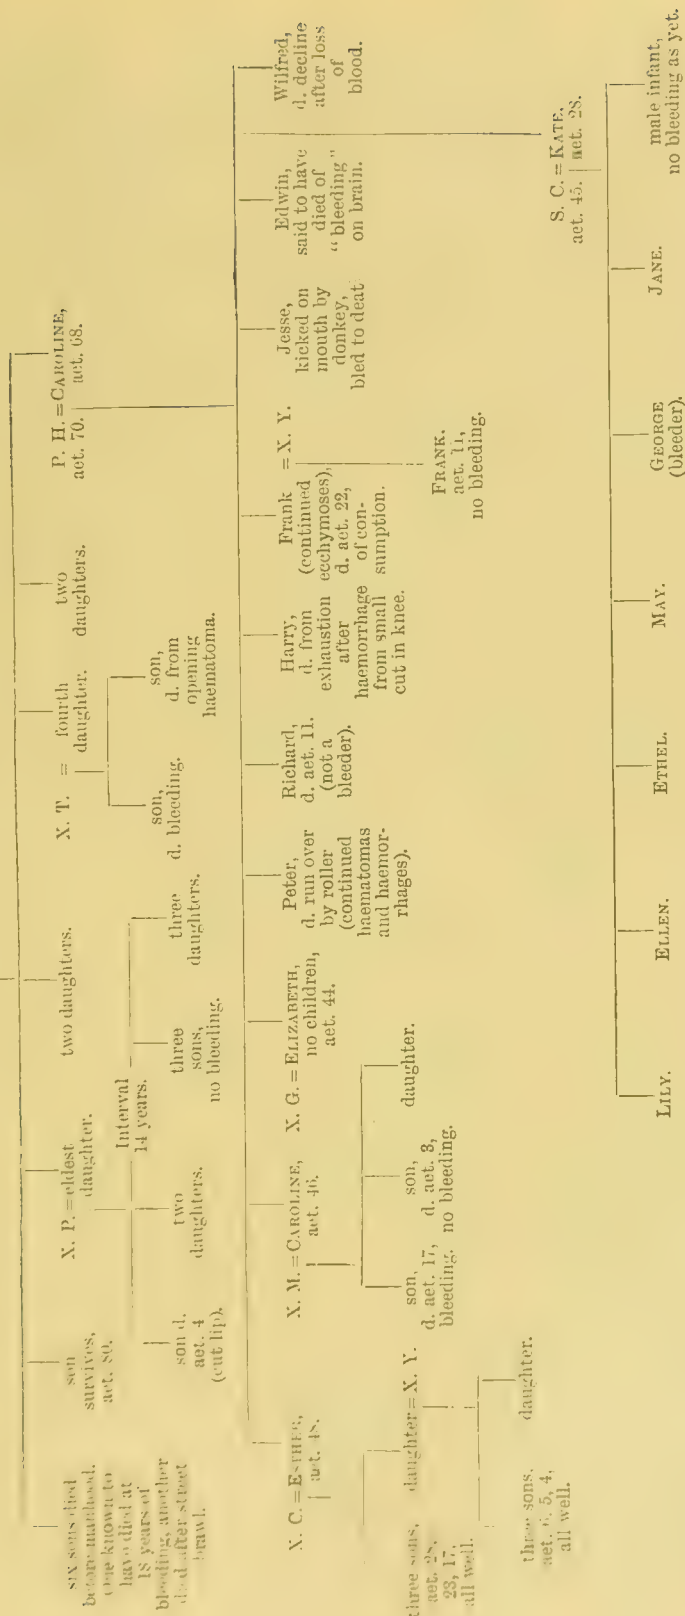 six sons died
before manhood.
One known to
have died at
18 years of
bleeding, another
died after street
brawl.
son
survives,
aet. 80.
X. P. = eldest
daughter.
two daughters.
X. T. = fourth
daughter.
two
daughters.
P. H. = CAROLINE,
aet. 70. aet. 68.
son d.
aet. 4
(cut lip).
two
daughters.
Interval
14 years.
three
sons,
no bleeding.
three
daughters.
son,
d. bleeding.
son,
d. from
opening
haematoma.
X. C. = ESTHER,
aet. 48.
X. M. = CAROLINE,
aet. 46.
X. G. = ELIZABETH,
no children,
aet. 44.
Peter,
d. run over
by roller
(continued
haematomas
and haemor-
rhages).
Richard,
d. aet. 11.
(not a
bleeder).
Harry,
d. from
exhaustion
after
haemorrhage
from small
cut in knee.
Frank = X. Y.
(continued
ecchymoses),
d. aet. 22,
of con-
sumption.
Jesse,
kicked on
mouth by
donkey,
bled to deat
Edwin,
said to have
died of
“bleeding”
on brain.
Wilfred,
d. decline
after loss
of
blood.
three sons,
aet. 28,
23, 17,
all well.
daughter = X. Y.
son,
d. aet. 17,
bleeding.
son,
d. aet. 3,
no bleeding.
daughter.
FRANK.
aet. 11,
no bleeding.
S. C. = KATE.
aet. 45. aet. 28.
three sons.
aet. 5, 4,
all well.
daughter.
LILY.
ELLEN.
ETHEL.
MAY.
GEORGE
(bleeder).
JANE.
male infant,
no bleeding as yet.